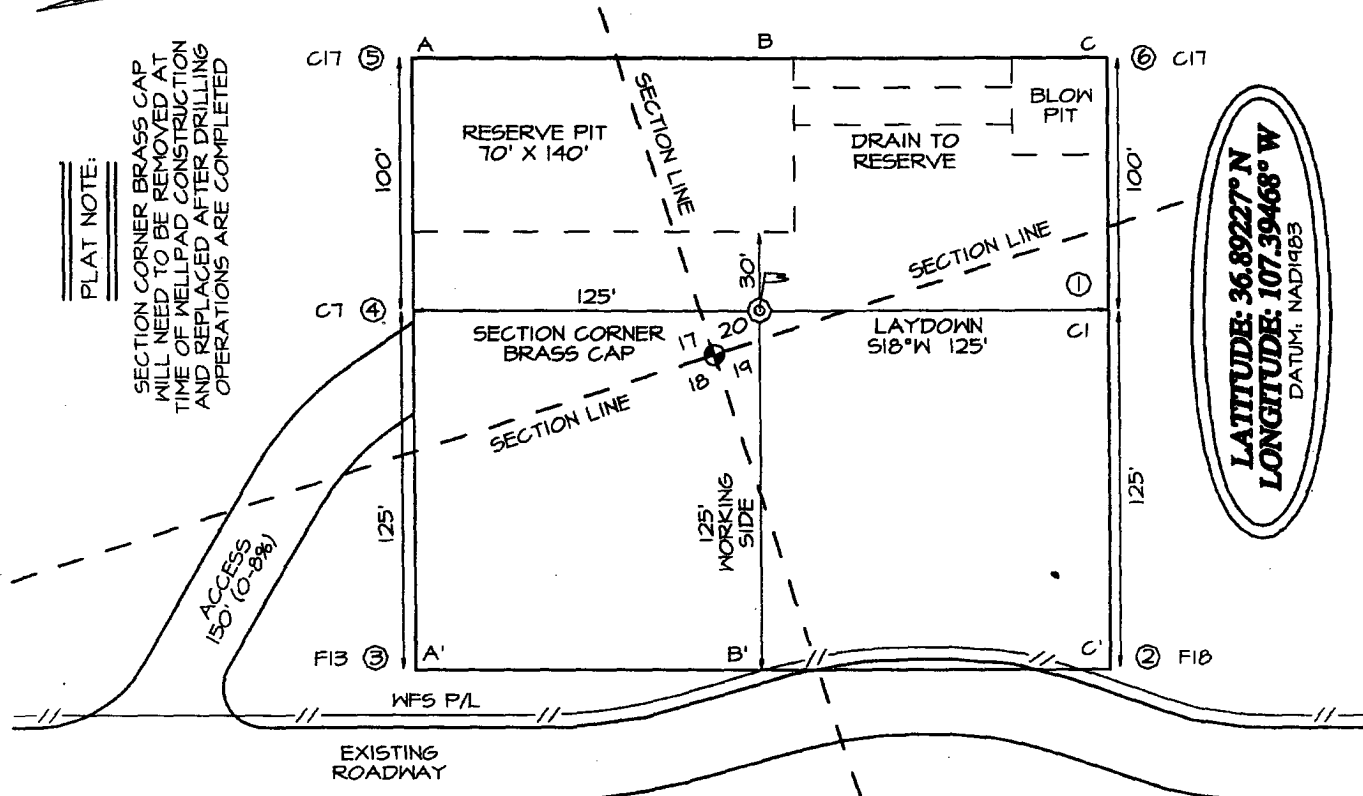 PLAT NOTE:
SECTION CORNER BRASS CAP
WILL NEED TO BE REMOVED AT
TIME OF WELLPAD CONSTRUCTION
AND REPLACED AFTER DRILLING
OPERATIONS ARE COMPLETED
C17 5 A B C 6 C17
RESERVE PIT
70' X 140'
SECTION LINE
DRAIN TO
RESERVE
BLOW
PIT
100'
100'
30'
SECTION LINE
C7 4 125' 1
C1
SECTION CORNER
BRASS CAP
17 20
18 19
LAYDOWN
S18°W 125'
SECTION LINE
125'
125'
WORKING
SIDE
125'
ACCESS
150' (0-8%)
F13 3 A' B' C' 2 F18
WFS P/L
EXISTING
ROADWAY
LATITUDE: 36.89227° N
LONGITUDE: 107.39468° W
DATUM: NAD1983